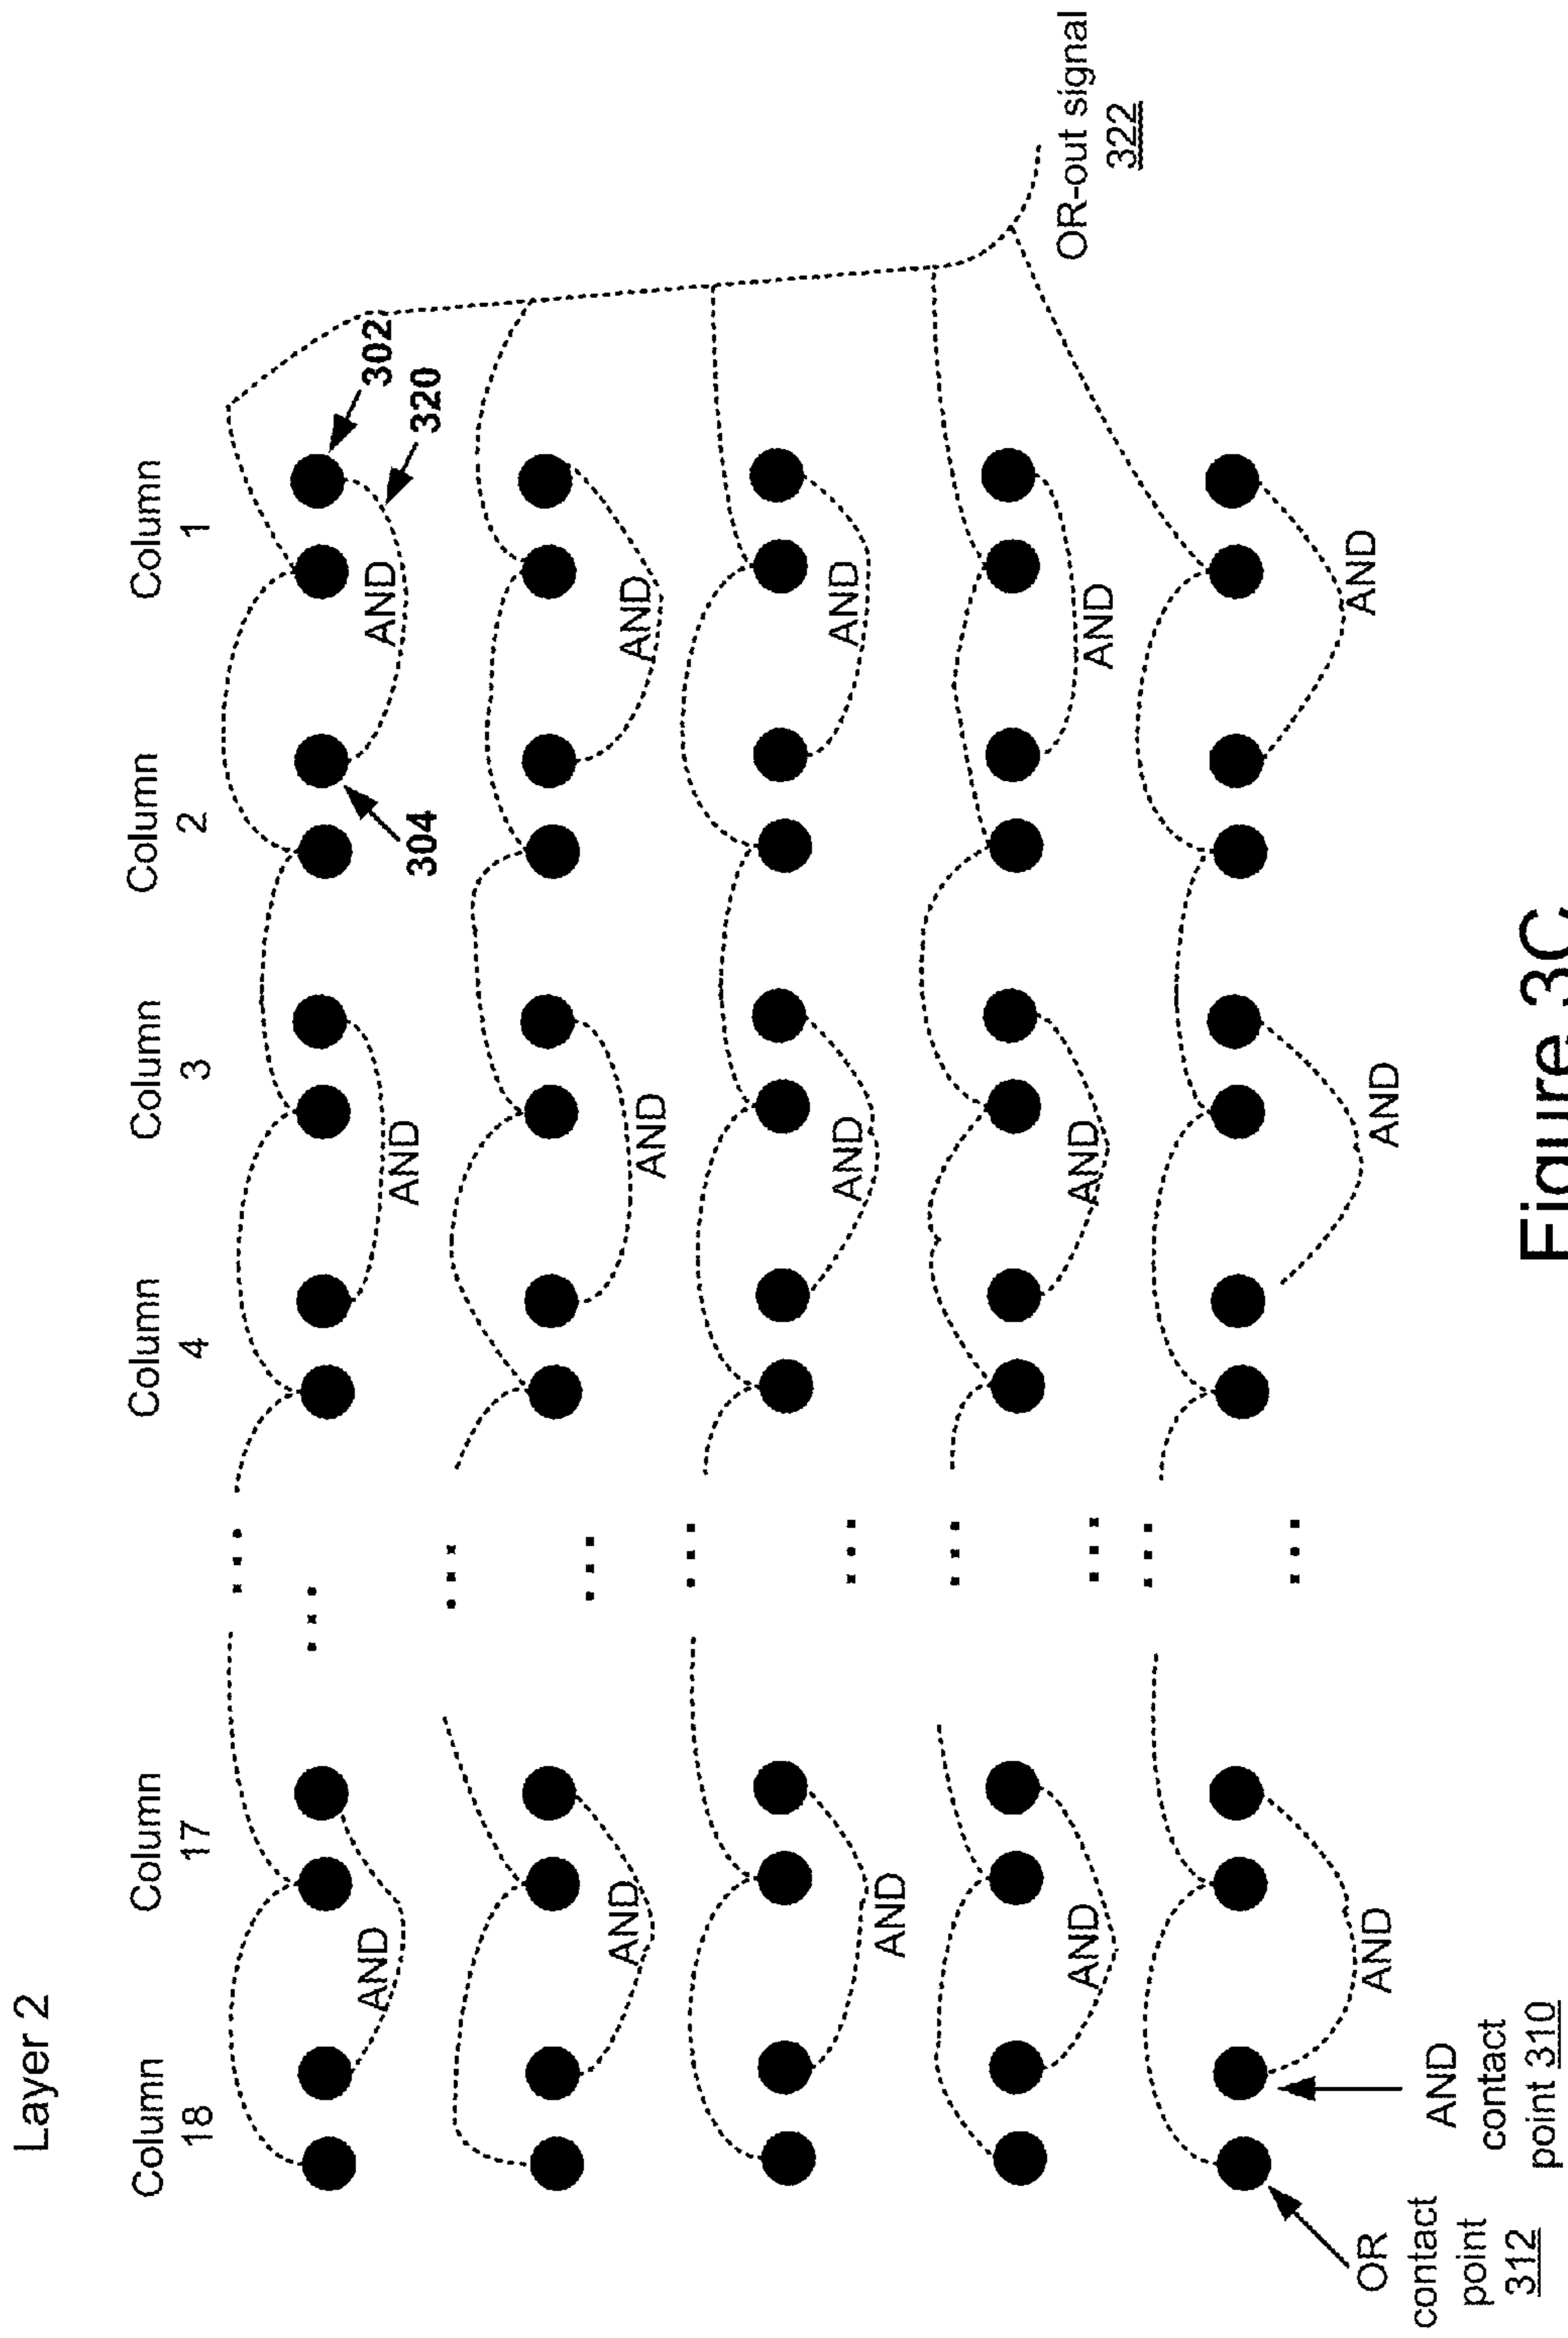 Layer 2
Column 18
Column 17
Column 4
Column 3
Column 2
Column 1
AND
AND
304
AND
302
320
AND
AND
AND
AND
AND
AND
AND
AND
AND
OR-out signal
322
AND
AND
AND
OR
contact
point
312
AND
contact
point 310
Figure 3C